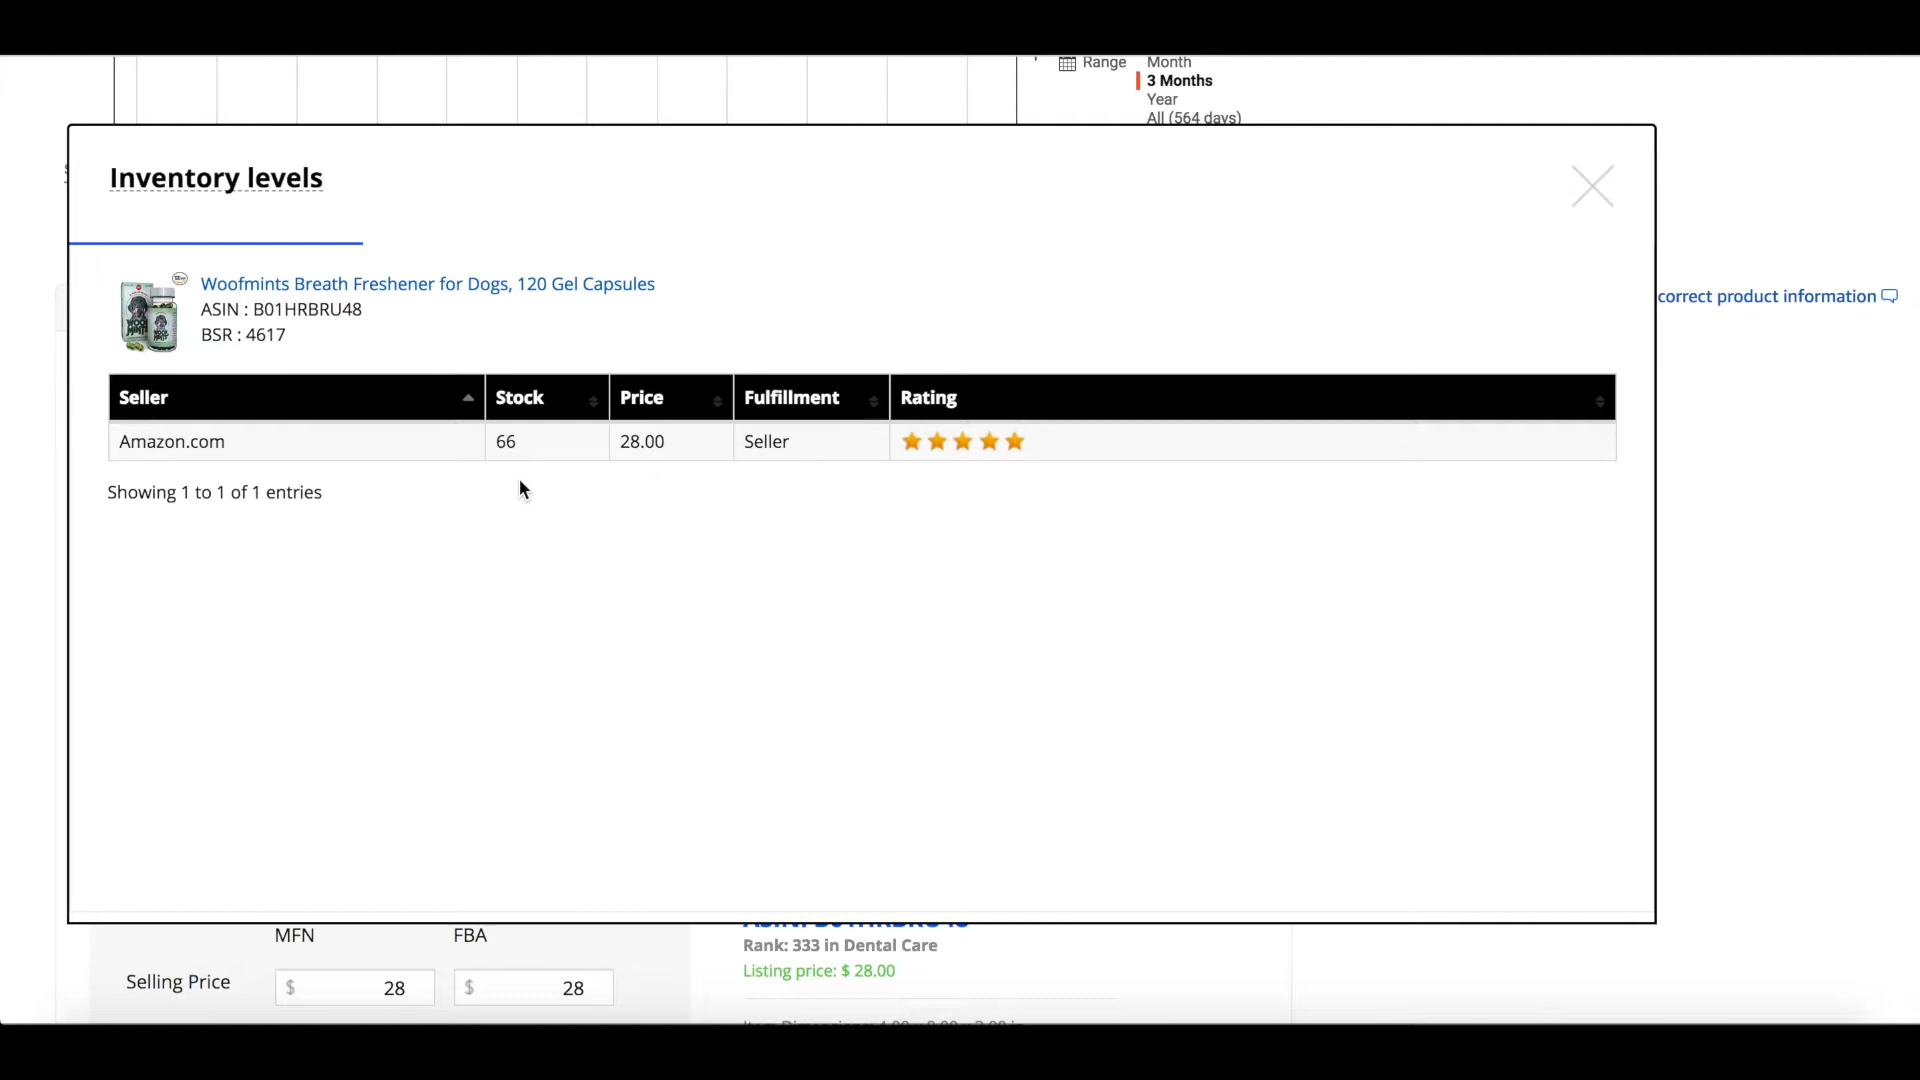 Range
Month
3 Months
Year
All (564 days)
Inventory levels
Woofmints Breath Freshener for Dogs, 120 Gel Capsules
ASIN : B01HRBRU48
BSR : 4617
correct product information
Seller Stock Price Fulfillment Rating
Amazon.com 66 28.00 Seller
Showing 1 to 1 of 1 entries
MFN FBA
Selling Price $ 28 $ 28
Rank: 333 in Dental Care
Listing price: $ 28.00